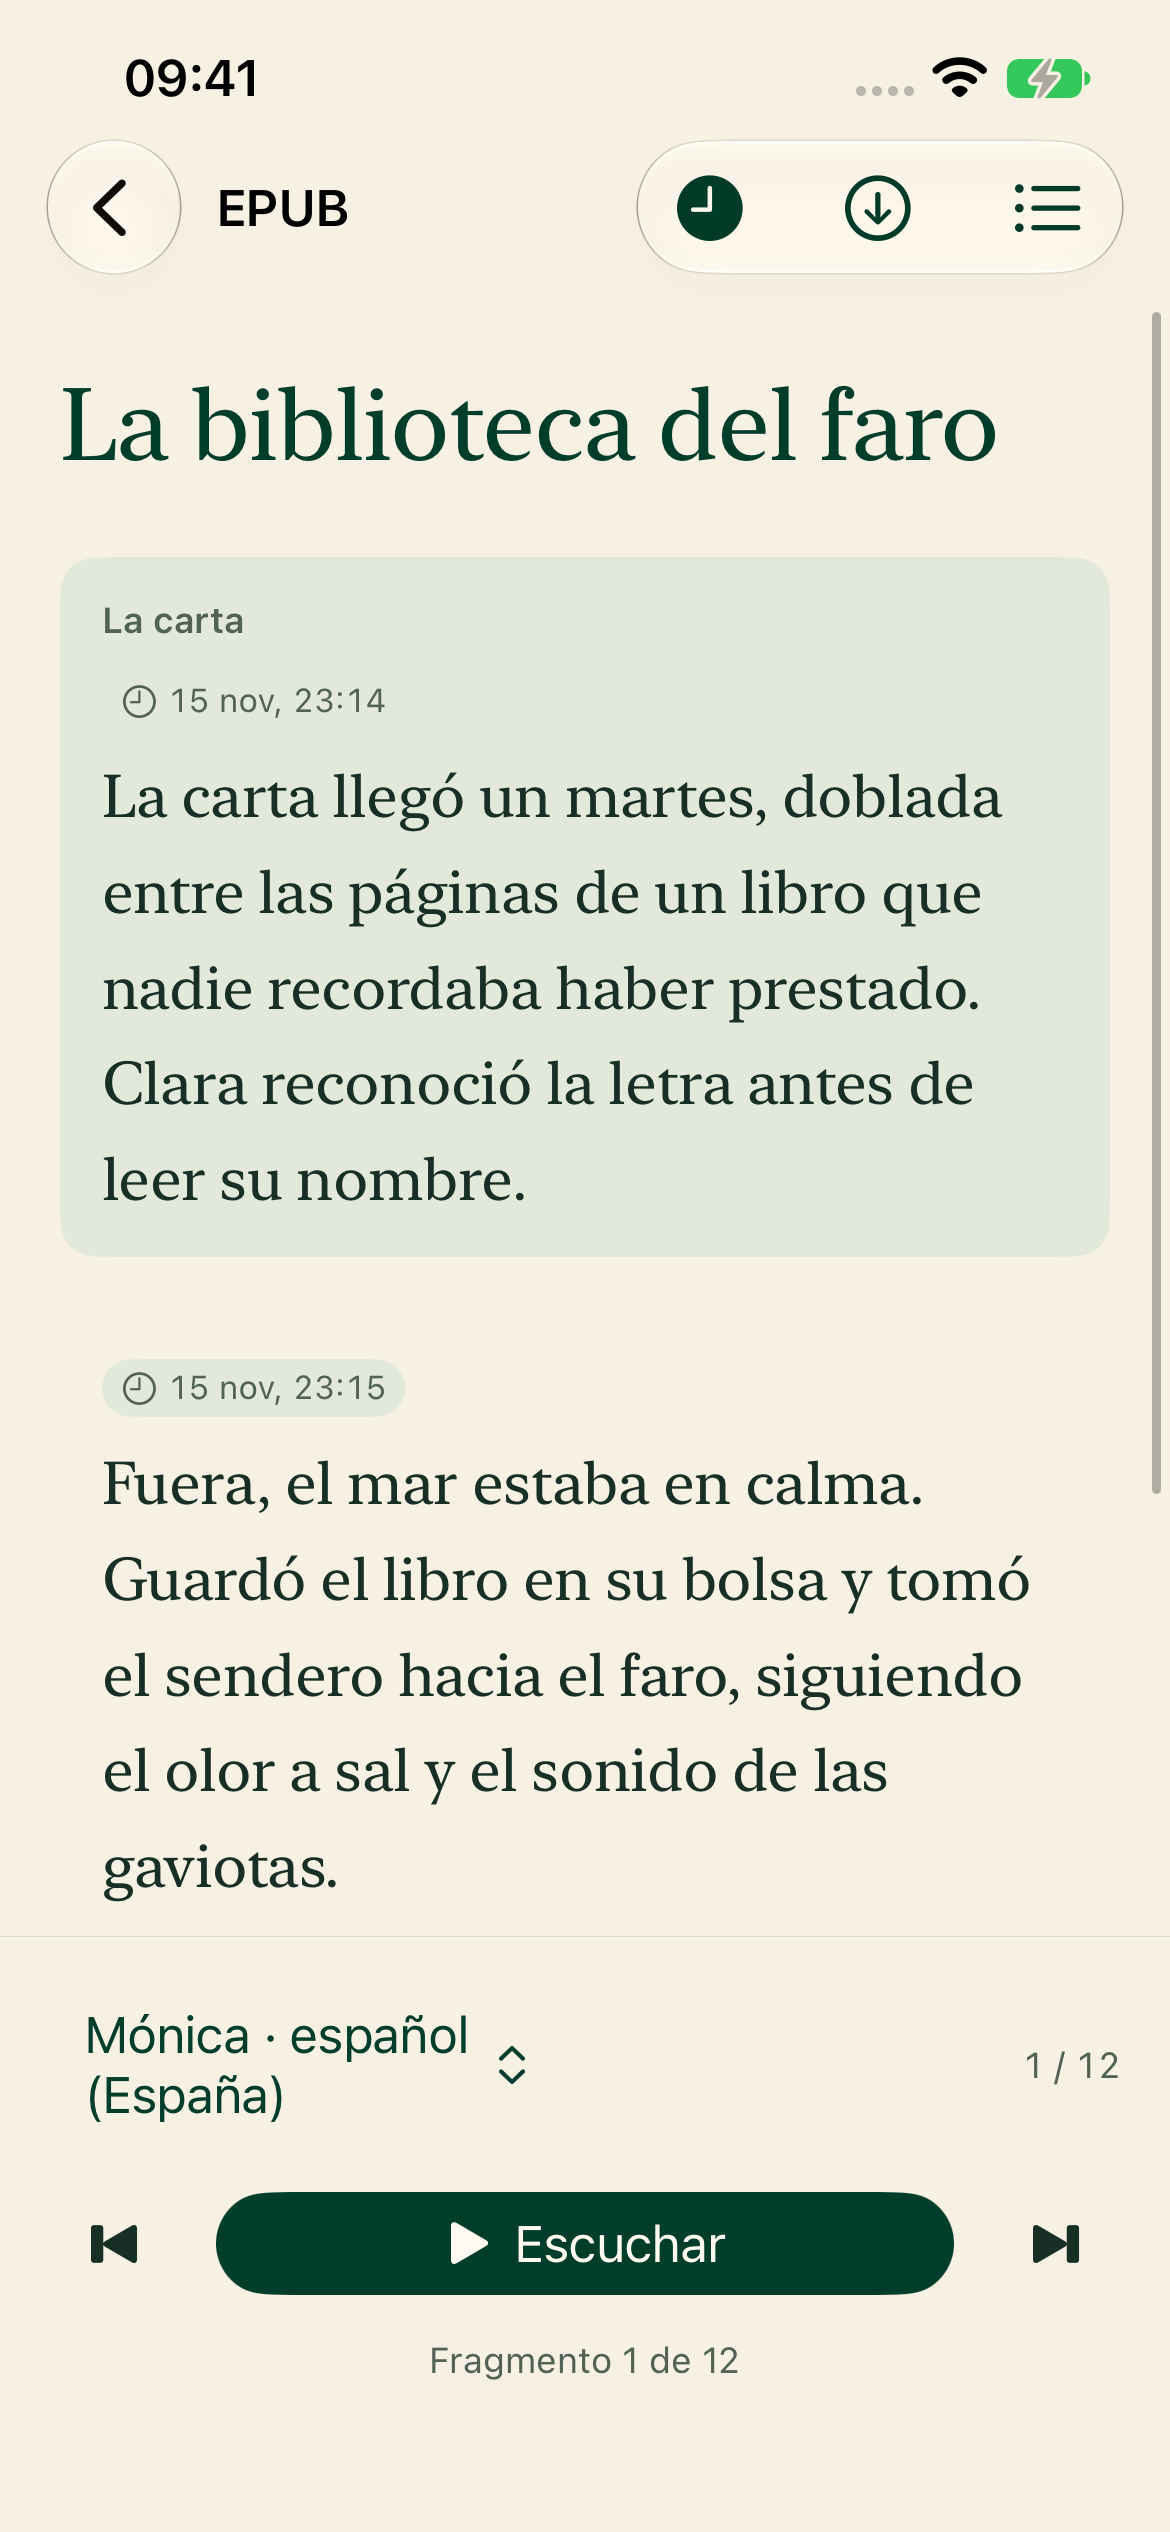 09:41
EPUB
La biblioteca del faro
La carta
15 nov, 23:14
La carta llegó un martes, doblada
entre las páginas de un libro que
nadie recordaba haber prestado.
Clara reconoció la letra antes de
leer su nombre.
15 nov, 23:15
Fuera, el mar estaba en calma.
Guardó el libro en su bolsa y tomó
el sendero hacia el faro, siguiendo
el olor a sal y el sonido de las
gaviotas.
Mónica · español
(España)
1 / 12
Escuchar
Fragmento 1 de 12